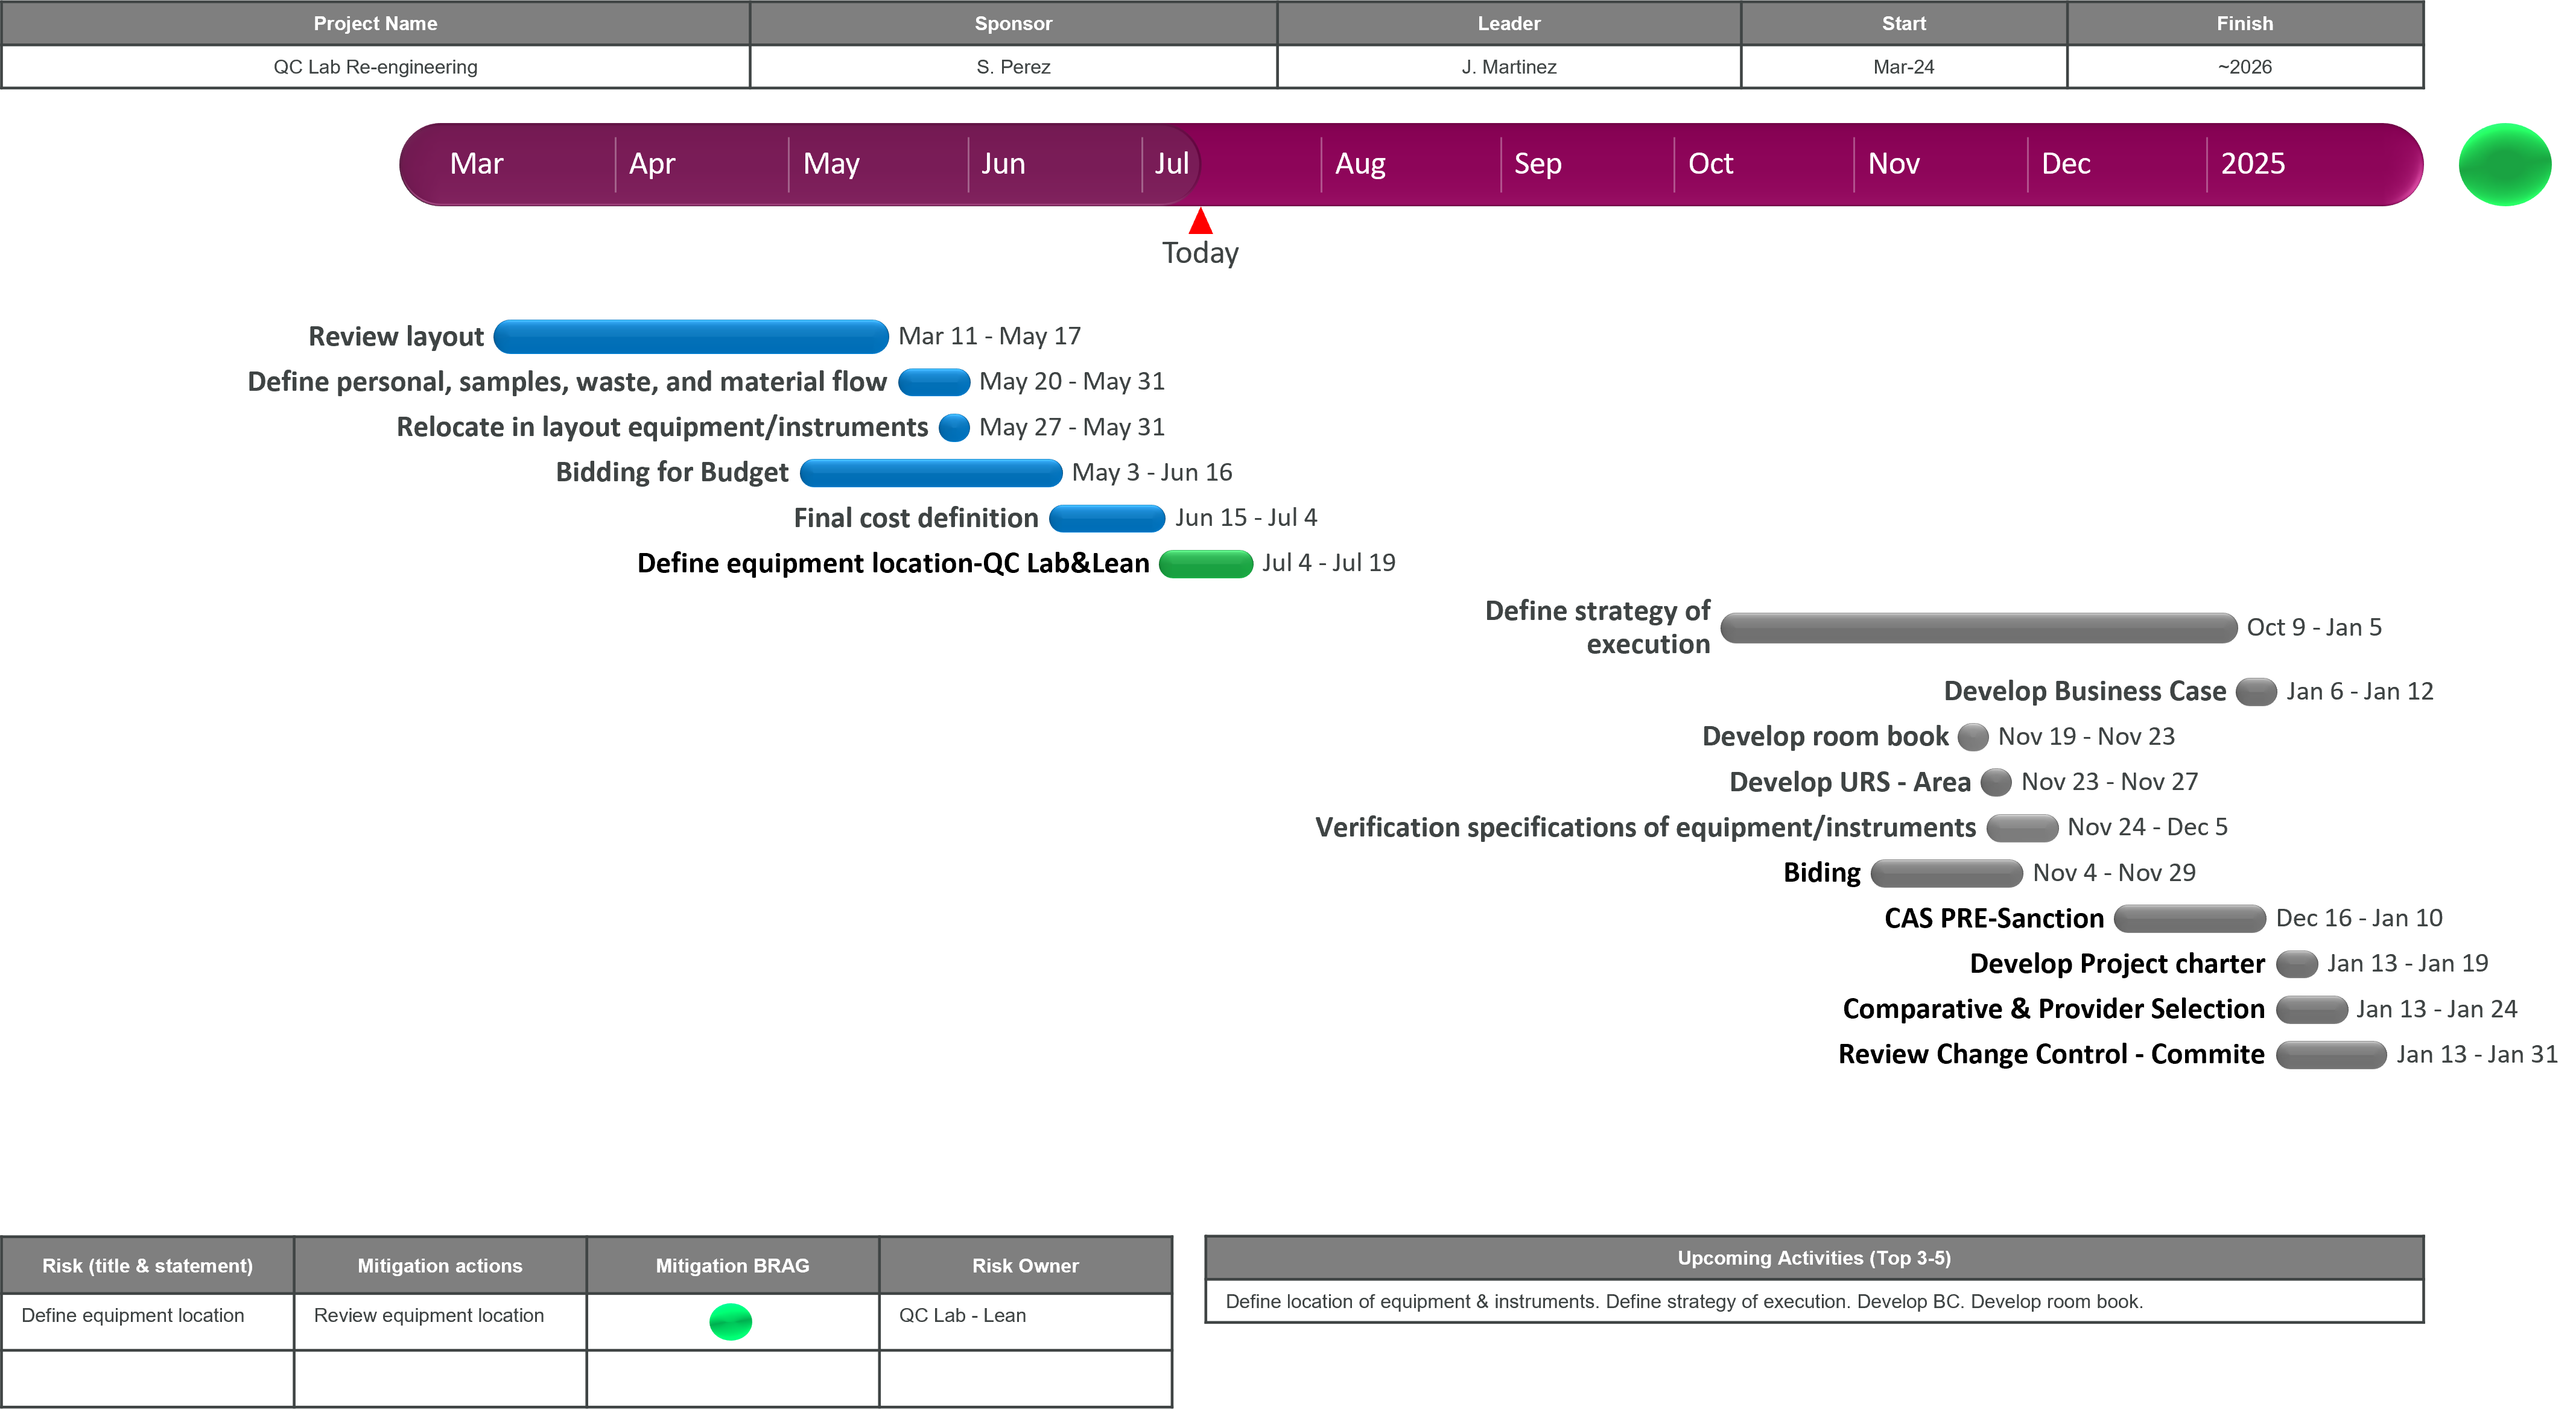 Project Name Sponsor Leader Start Finish
QC Lab Re-engineering S. Perez J. Martinez Mar-24 ~2026
Mar Apr May Jun Jul Aug Sep Oct Nov Dec 2025
Today
Review layout Mar 11 - May 17
Define personal, samples, waste, and material flow May 20 - May 31
Relocate in layout equipment/instruments May 27 - May 31
Bidding for Budget May 3 - Jun 16
Final cost definition Jun 15 - Jul 4
Define equipment location-QC Lab&Lean Jul 4 - Jul 19
Define strategy of
execution Oct 9 - Jan 5
Develop Business Case Jan 6 - Jan 12
Develop room book Nov 19 - Nov 23
Develop URS - Area Nov 23 - Nov 27
Verification specifications of equipment/instruments Nov 24 - Dec 5
Biding Nov 4 - Nov 29
CAS PRE-Sanction Dec 16 - Jan 10
Develop Project charter Jan 13 - Jan 19
Comparative & Provider Selection Jan 13 - Jan 24
Review Change Control - Commite Jan 13 - Jan 31
Risk (title & statement) Mitigation actions Mitigation BRAG Risk Owner
Define equipment location Review equipment location QC Lab - Lean
Upcoming Activities (Top 3-5)
Define location of equipment & instruments. Define strategy of execution. Develop BC. Develop room book.